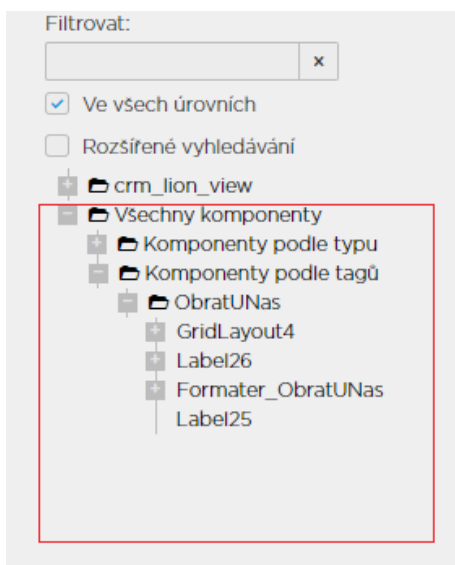 Filtrovat:
x
Ve všech úrovních
Rozšířené vyhledávání
crm_lion_view
Všechny komponenty
Komponenty podle typu
Komponenty podle tagů
ObratUNas
GridLayout4
Label26
Formater_ObratUNas
Label25